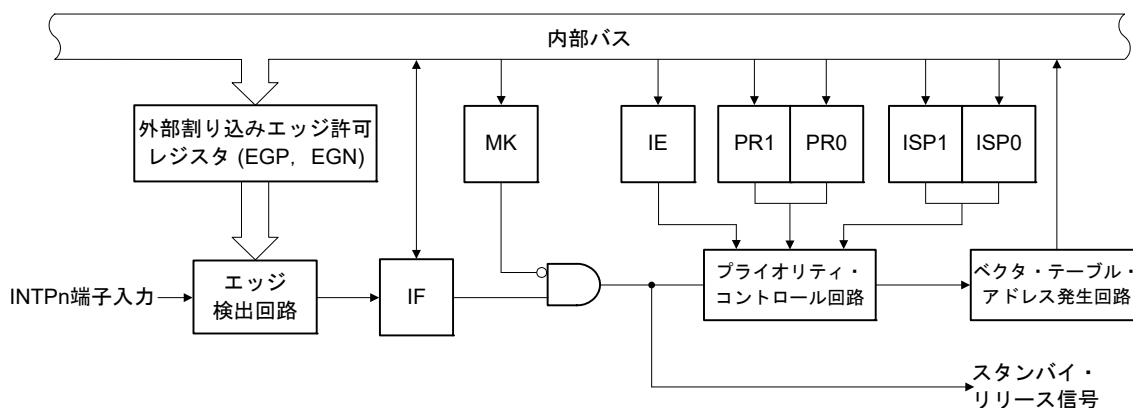 内部バス
外部割り込みエッジ許可
レジスタ (EGP，EGN)
MK
IE
PR1
PR0
ISP1
ISP0
INTPn端子入力
エッジ
検出回路
IF
プライオリティ・
コントロール回路
ベクタ・テーブル・
アドレス発生回路
スタンバイ・
リリース信号